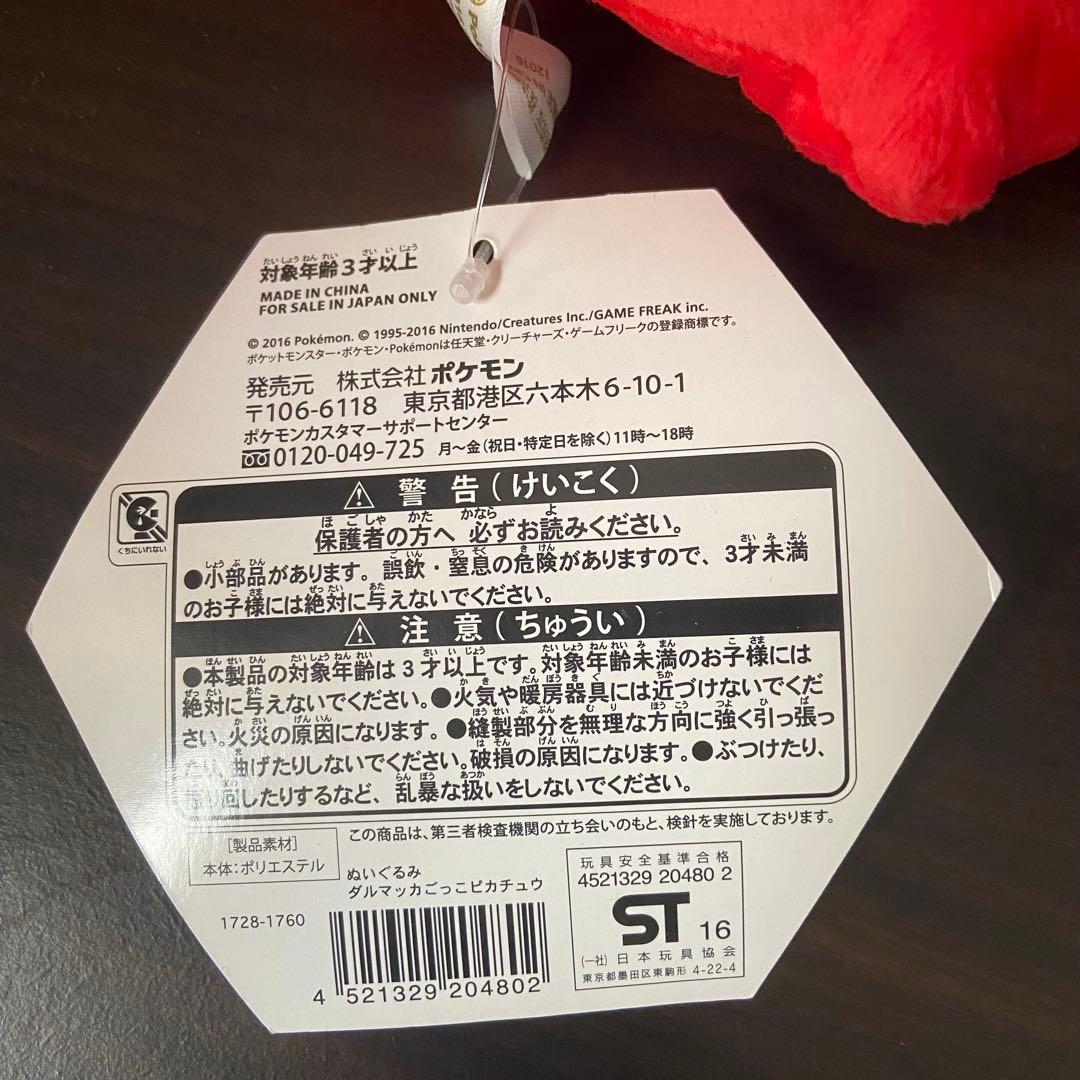 対象年齢3才以上
MADE IN CHINA
FOR SALE IN JAPAN ONLY
© 2016 Pokémon. © 1995-2016 Nintendo/Creatures Inc./GAME FREAK inc.
ポケットモンスター・ポケモン・Pokémonは任天堂・クリーチャーズ・ゲームフリークの登録商標です。
発売元 株式会社ポケモン
〒106-6118 東京都港区六本木6-10-1
ポケモンカスタマーサポートセンター
0120-049-725 月〜金(祝日・特定日を除く)11時〜18時
くちにいれない
⚠ 警告(けいこく)
保護者の方へ 必ずお読みください。
●小部品があります。誤飲・窒息の危険がありますので、3才未満
のお子様には絶対に与えないでください。
⚠ 注意(ちゅうい)
●本製品の対象年齢は3才以上です。対象年齢未満のお子様には
絶対に与えないでください。●火気や暖房器具には近づけないでくだ
さい。火災の原因になります。●縫製部分を無理な方向に強く引っ張っ
たり、曲げたりしないでください。破損の原因になります。●ぶつけたり、
振り回したりするなど、乱暴な扱いをしないでください。
この商品は、第三者検査機関の立ち会いのもと、検針を実施しております。
[製品素材]
本体:ポリエステル
ぬいぐるみ
ダルマッカごっこピカチュウ
1728-1760
4 521329 204802
玩具安全基準合格
4521329 20480 2
ST 16
(一社)日本玩具協会
東京都墨田区東駒形 4-22-4